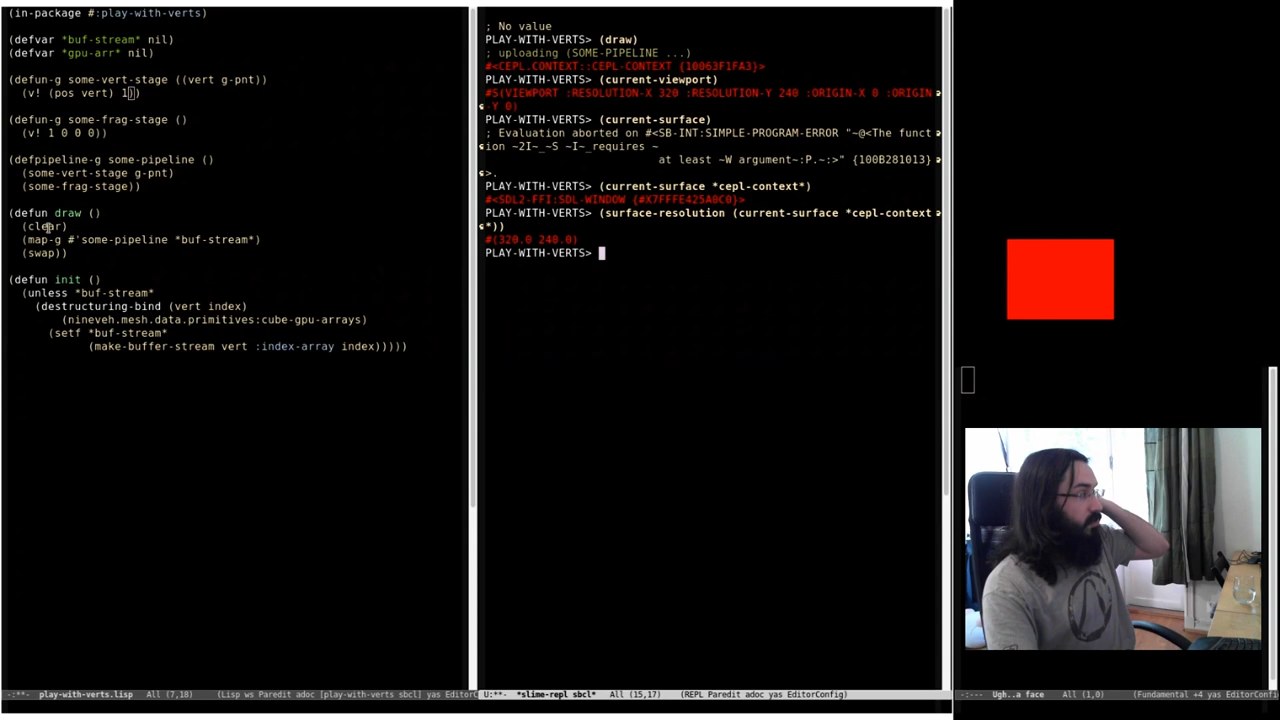 (in-package #:play-with-verts)
(defvar *buf-stream* nil)
(defvar *gpu-arr* nil)
(defun-g some-vert-stage ((vert g-pnt))
(v! (pos vert) 1))
(defun-g some-frag-stage ()
(v! 1 0 0 0))
(defpipeline-g some-pipeline ()
(some-vert-stage g-pnt)
(some-frag-stage))
(defun draw ()
(clear)
(map-g #'some-pipeline *buf-stream*)
(swap))
(defun init ()
(unless *buf-stream*
(destructuring-bind (vert index)
(nineveh.mesh.data.primitives:cube-gpu-arrays)
(setf *buf-stream*
(make-buffer-stream vert :index-array index)))))
-:**- play-with-verts.lisp All (7,18) (Lisp ws Paredit adoc [play-with-verts sbcl] yas EditorC
; No value
PLAY-WITH-VERTS> (draw)
; uploading (SOME-PIPELINE ...)
#<CEPL.CONTEXT::CEPL-CONTEXT {10063F1FA3}>
PLAY-WITH-VERTS> (current-viewport)
#S(VIEWPORT :RESOLUTION-X 320 :RESOLUTION-Y 240 :ORIGIN-X 0 :ORIGIN
-Y 0)
PLAY-WITH-VERTS> (current-surface)
; Evaluation aborted on #<SB-INT:SIMPLE-PROGRAM-ERROR "~@<The funct
ion ~2I~_~S ~I~_requires ~
at least ~W argument~:P.~:>" {100B281013}
>.
PLAY-WITH-VERTS> (current-surface *cepl-context*)
#<SDL2-FFI:SDL-WINDOW {#X7FFFE425A0C0}>
PLAY-WITH-VERTS> (surface-resolution (current-surface *cepl-context
*))
#(320.0 240.0)
PLAY-WITH-VERTS>
U:**- *slime-repl sbcl* All (15,17) (REPL Paredit adoc yas EditorConfig)
-:--- Ugh..a face All (1,0) (Fundamental +4 yas EditorConfi